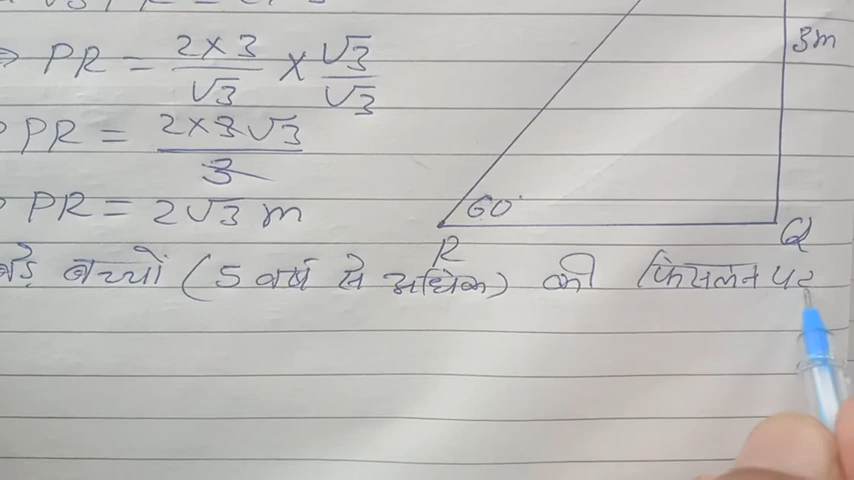 ⇒ PR = 2×3/√3 × √3/√3
PR = 2×3√3/3
PR = 2√3 m
3m
60°
R
Q
बड़े बच्चों (5 वर्ष से अधिक) की फिसलन पट